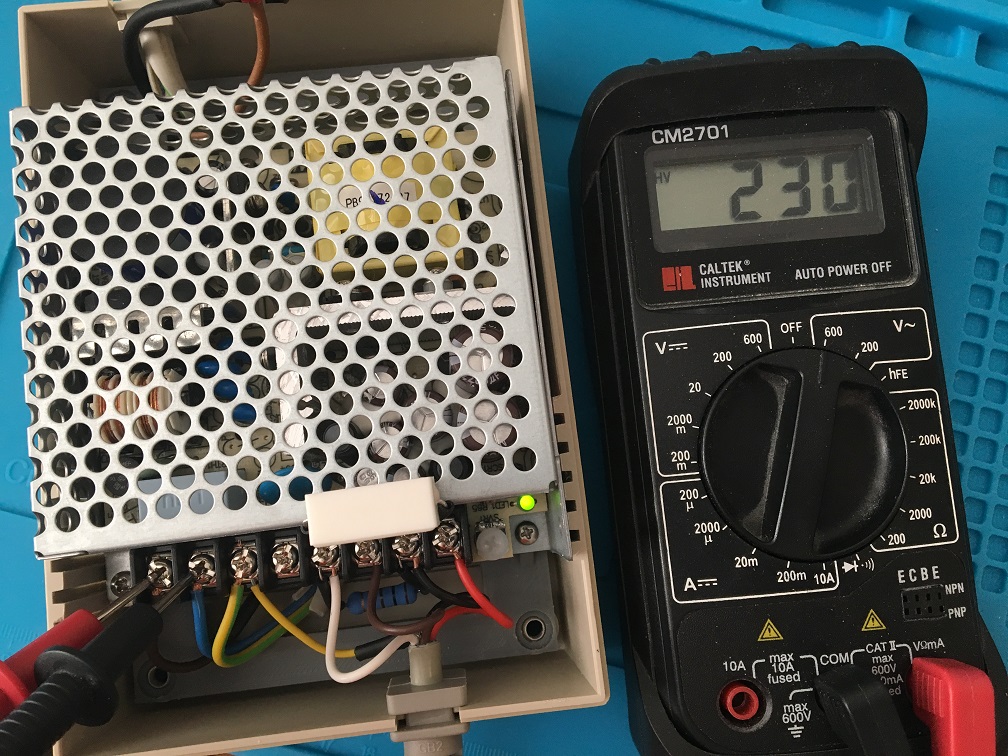 CM2701
HV
230
CALTEK®
INSTRUMENT
AUTO POWER OFF
V⎓
600
OFF
600
V~
200
200
20
hFE
2000
m
2000k
200
m
200k
200
μ
20k
2000
μ
2000
20m
200
Ω
A⎓
200m
10A
E C B E
NPN
PNP
10A
max
10A
fused
COM
CAT II
max
600V
VΩmA
max
600V
GB2